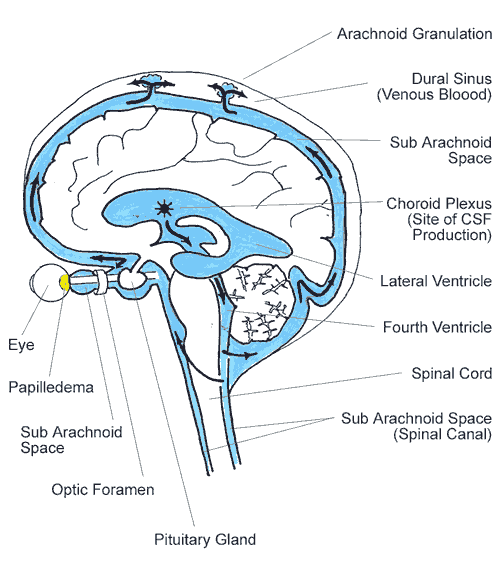 Arachnoid Granulation
Dural Sinus
(Venous Bloood)
Sub Arachnoid
Space
Choroid Plexus
(Site of CSF
Production)
Lateral Ventricle
Fourth Ventricle
Spinal Cord
Sub Arachnoid Space
(Spinal Canal)
Eye
Papilledema
Sub Arachnoid
Space
Optic Foramen
Pituitary Gland